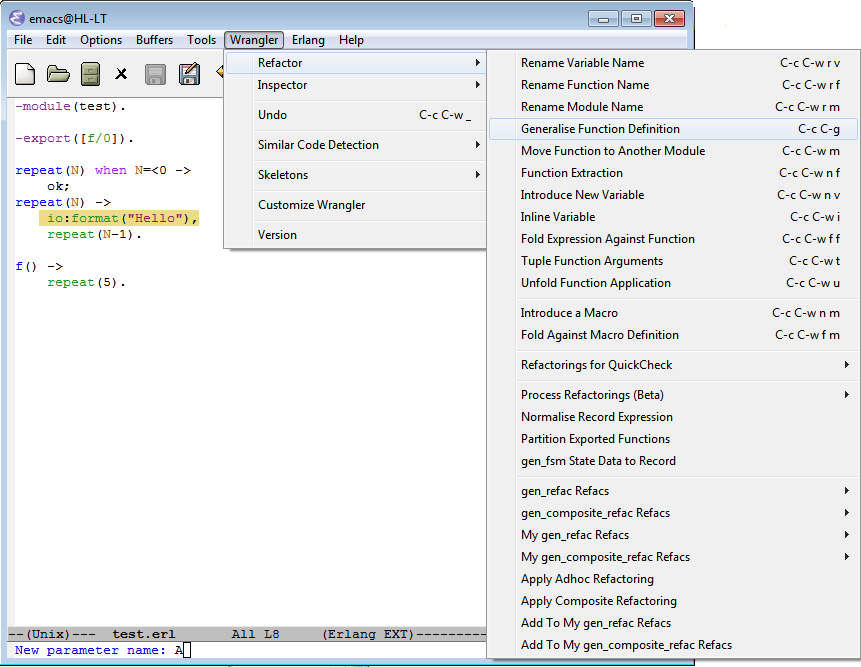 emacs@HL-LT
File Edit Options Buffers Tools Wrangler Erlang Help
-module(test).
-export([f/0]).
repeat(N) when N=<0 ->
ok;
repeat(N) ->
io:format("Hello"),
repeat(N-1).
f() ->
repeat(5).
Refactor
Inspector
Undo C-c C-w _
Similar Code Detection
Skeletons
Customize Wrangler
Version
Rename Variable Name C-c C-w r v
Rename Function Name C-c C-w r f
Rename Module Name C-c C-w r m
Generalise Function Definition C-c C-g
Move Function to Another Module C-c C-w m
Function Extraction C-c C-w n f
Introduce New Variable C-c C-w n v
Inline Variable C-c C-w i
Fold Expression Against Function C-c C-w f f
Tuple Function Arguments C-c C-w t
Unfold Function Application C-c C-w u
Introduce a Macro C-c C-w n m
Fold Against Macro Definition C-c C-w f m
Refactorings for QuickCheck
Process Refactorings (Beta)
Normalise Record Expression
Partition Exported Functions
gen_fsm State Data to Record
gen_refac Refacs
gen_composite_refac Refacs
My gen_refac Refacs
My gen_composite_refac Refacs
Apply Adhoc Refactoring
Apply Composite Refactoring
Add To My gen_refac Refacs
Add To My gen_composite_refac Refacs
--(Unix)--- test.erl All L8 (Erlang EXT)---------
New parameter name: A